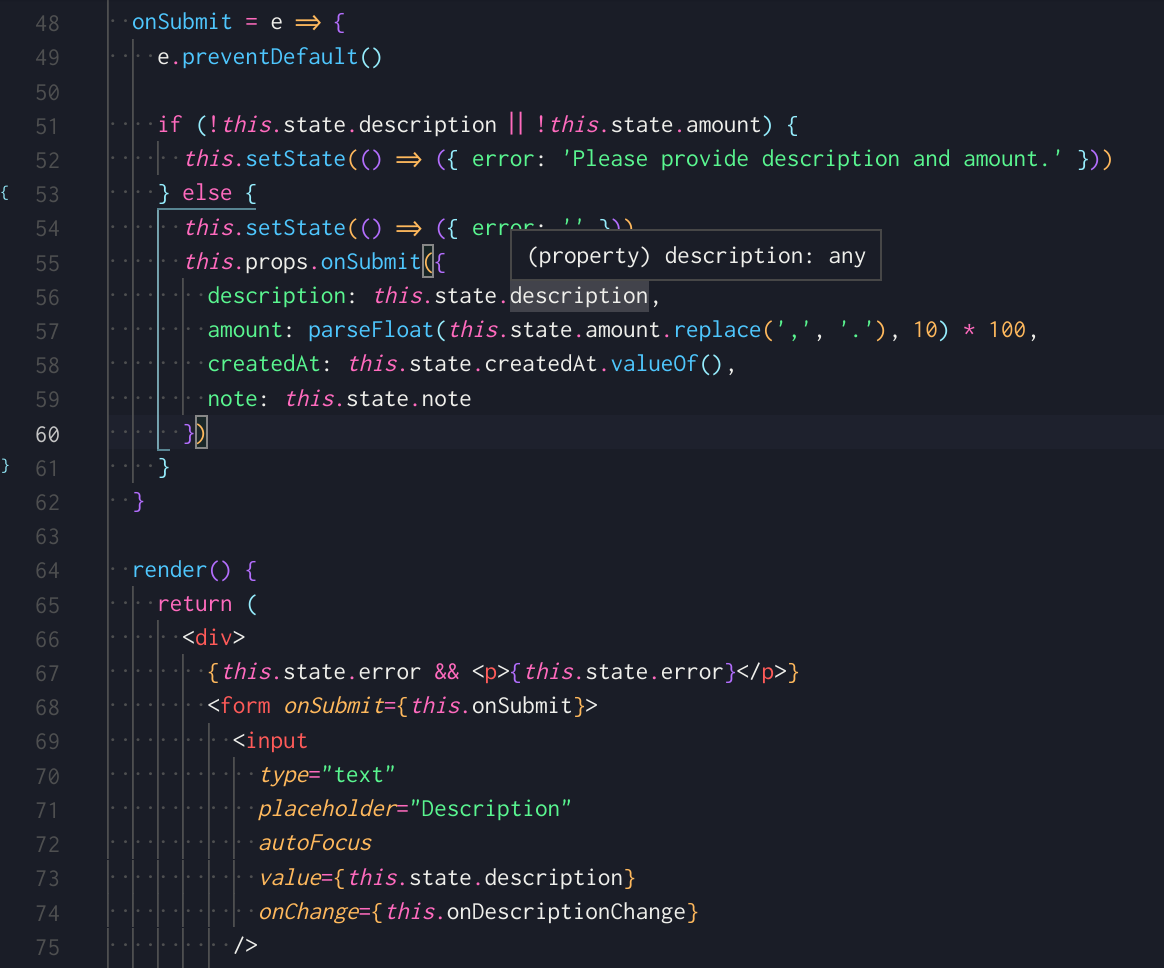 48 onSubmit = e => {
49 e.preventDefault()
50
51 if (!this.state.description || !this.state.amount) {
52 this.setState(() => ({ error: 'Please provide description and amount.' }))
{ 53 } else {
54 this.setState(() => ({ error: '' }))
(property) description: any
55 this.props.onSubmit({
56 description: this.state.description,
57 amount: parseFloat(this.state.amount.replace(',', '.'), 10) * 100,
58 createdAt: this.state.createdAt.valueOf(),
59 note: this.state.note
60 })
} 61 }
62 }
63
64 render() {
65 return (
66 <div>
67 {this.state.error && <p>{this.state.error}</p>}
68 <form onSubmit={this.onSubmit}>
69 <input
70 type="text"
71 placeholder="Description"
72 autoFocus
73 value={this.state.description}
74 onChange={this.onDescriptionChange}
75 />